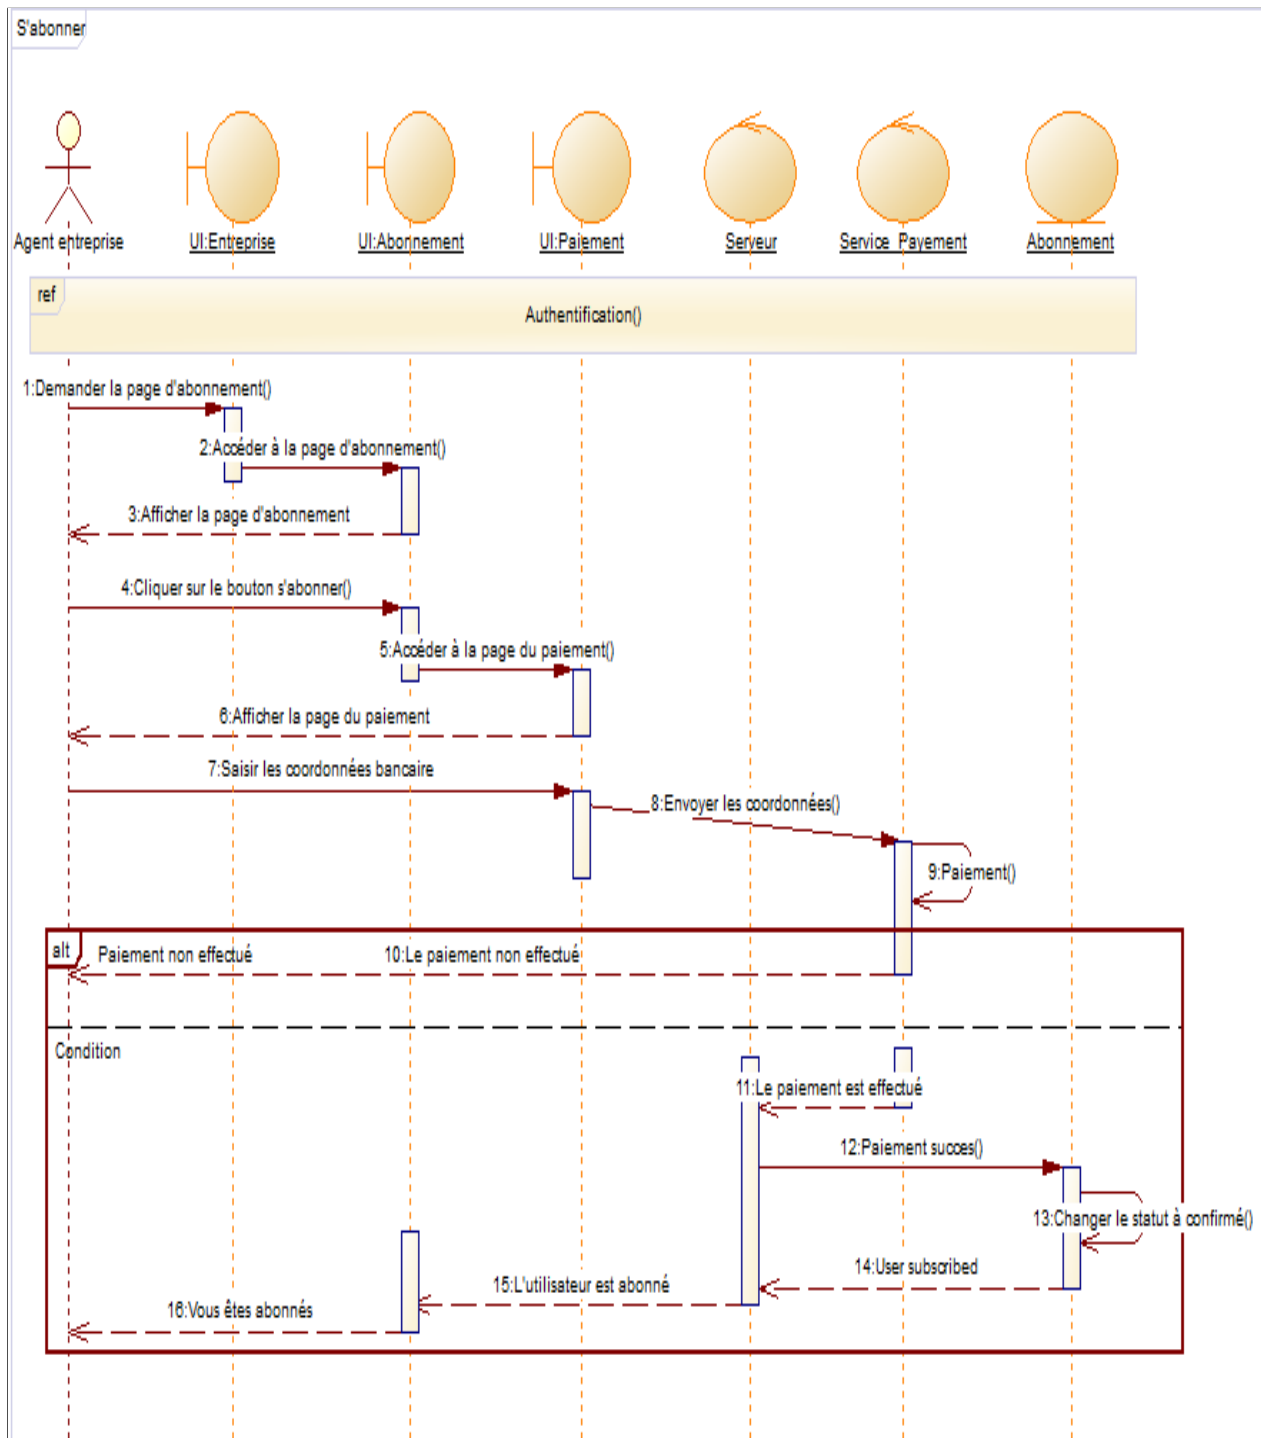 S'abonner
Agent entreprise
UI:Entreprise
UI:Abonnement
UI:Paiement
Serveur
Service_Payement
Abonnement
ref
Authentification()
1:Demander la page d'abonnement()
2:Accéder à la page d'abonnement()
3:Afficher la page d'abonnement
4:Cliquer sur le bouton s'abonner()
5:Accéder à la page du paiement()
6:Afficher la page du paiement
7:Saisir les coordonnées bancaire
8:Envoyer les coordonnées()
9:Paiement()
alt
Paiement non effectué
10:Le paiement non effectué
Condition
11:Le paiement est effectué
12:Paiement succes()
13:Changer le statut à confirmé()
14:User subscribed
15:L'utilisateur est abonné
16:Vous êtes abonnés